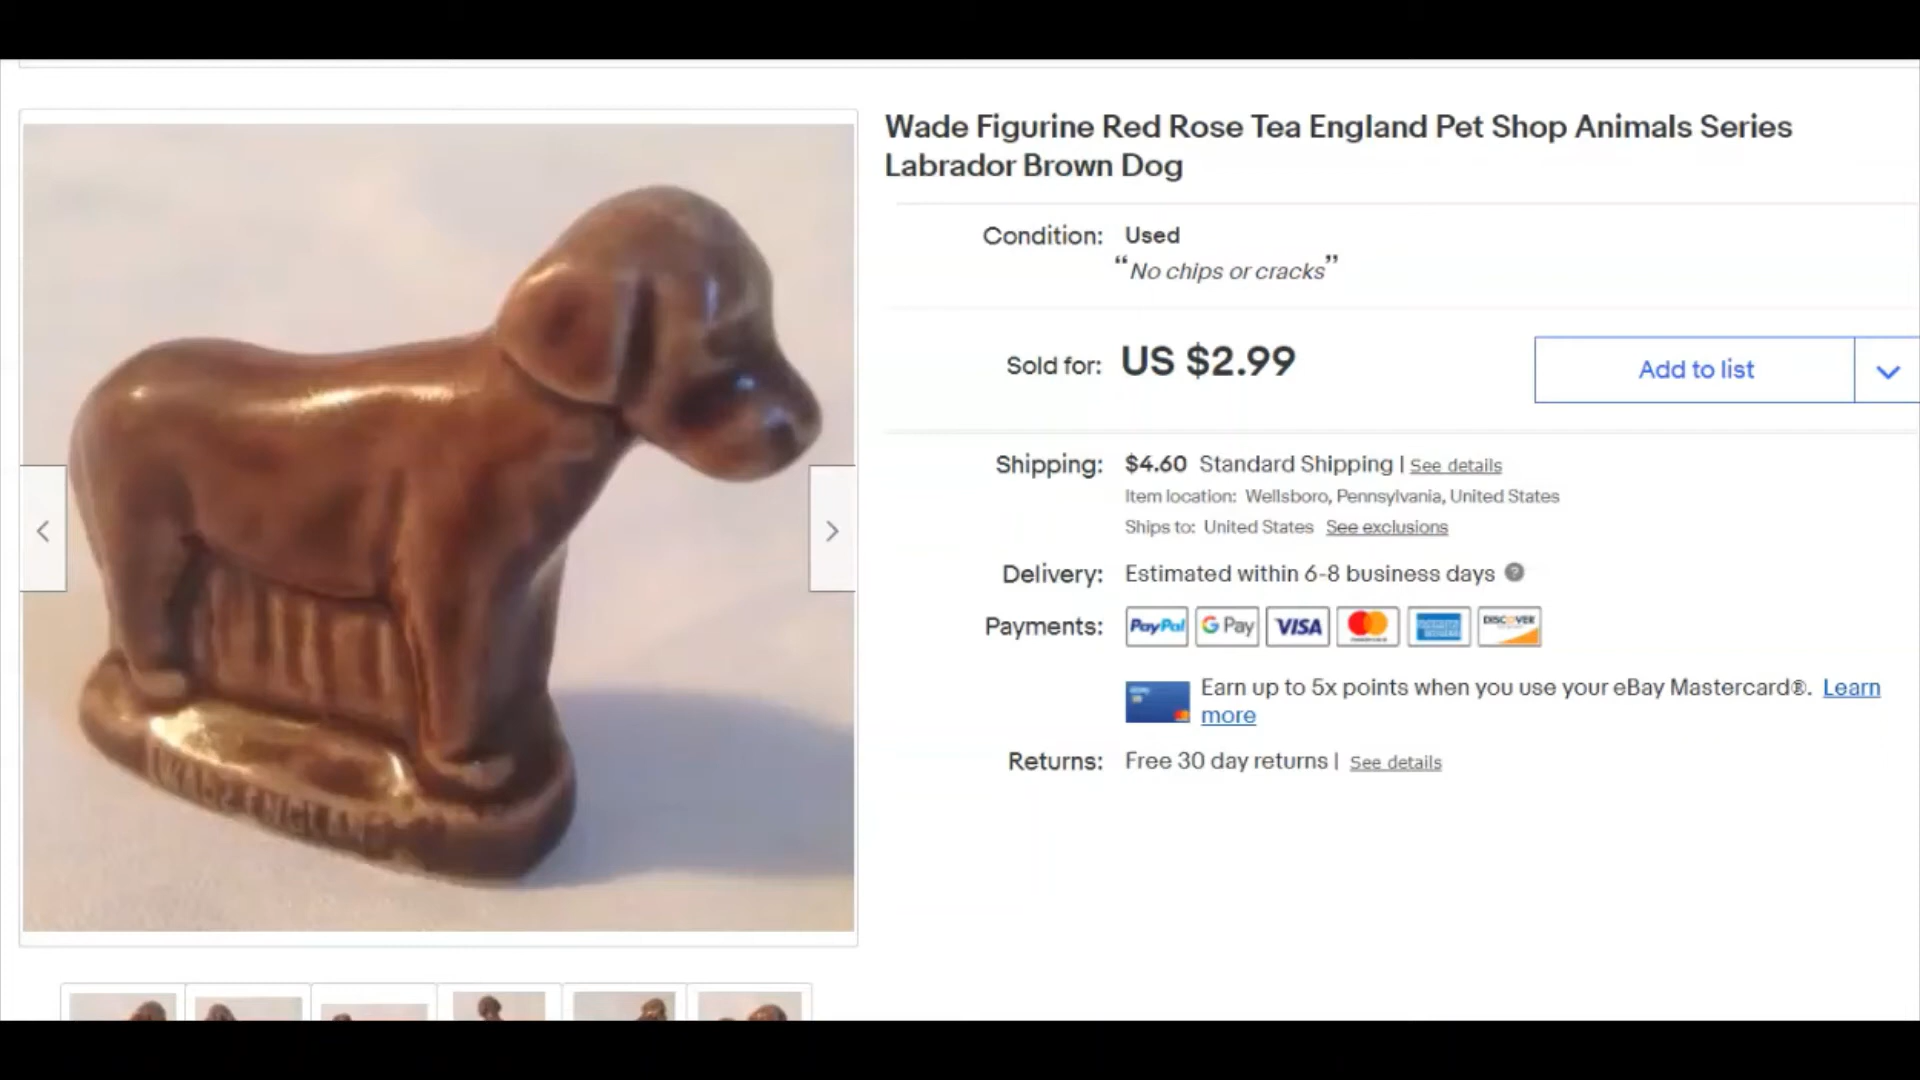 Wade Figurine Red Rose Tea England Pet Shop Animals Series
Labrador Brown Dog
Condition: Used
“No chips or cracks”
Sold for: US $2.99
Add to list
Shipping: $4.60 Standard Shipping | See details
Item location: Wellsboro, Pennsylvania, United States
Ships to: United States See exclusions
Delivery: Estimated within 6-8 business days ?
Payments: PayPal G Pay VISA DISCOVER
Earn up to 5x points when you use your eBay Mastercard®. Learn
more
Returns: Free 30 day returns | See details
WADE ENGLAND